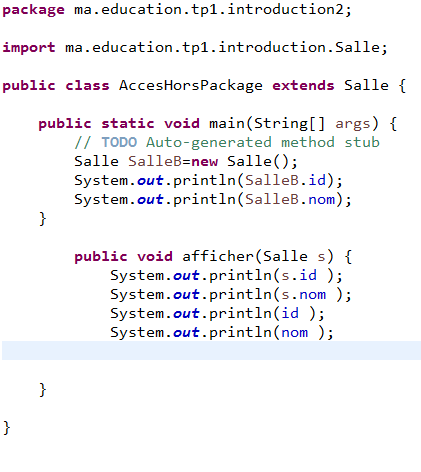 package ma.education.tp1.introduction2;
import ma.education.tp1.introduction.Salle;
public class AccesHorsPackage extends Salle {
public static void main(String[] args) {
// TODO Auto-generated method stub
Salle SalleB=new Salle();
System.out.println(SalleB.id);
System.out.println(SalleB.nom);
}
public void afficher(Salle s) {
System.out.println(s.id );
System.out.println(s.nom );
System.out.println(id );
System.out.println(nom );
}
}